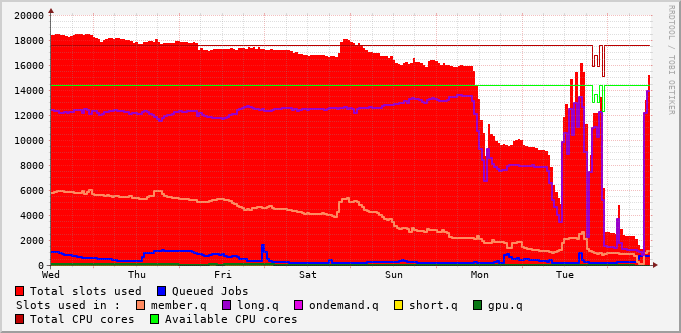 20000
18000
16000
14000
12000
10000
8000
6000
4000
2000
0
Wed Thu Fri Sat Sun Mon Tue
Total slots used Queued Jobs
Slots used in : member.q long.q ondemand.q short.q gpu.q
Total CPU cores Available CPU cores
RRDTOOL / TOBI OETIKER